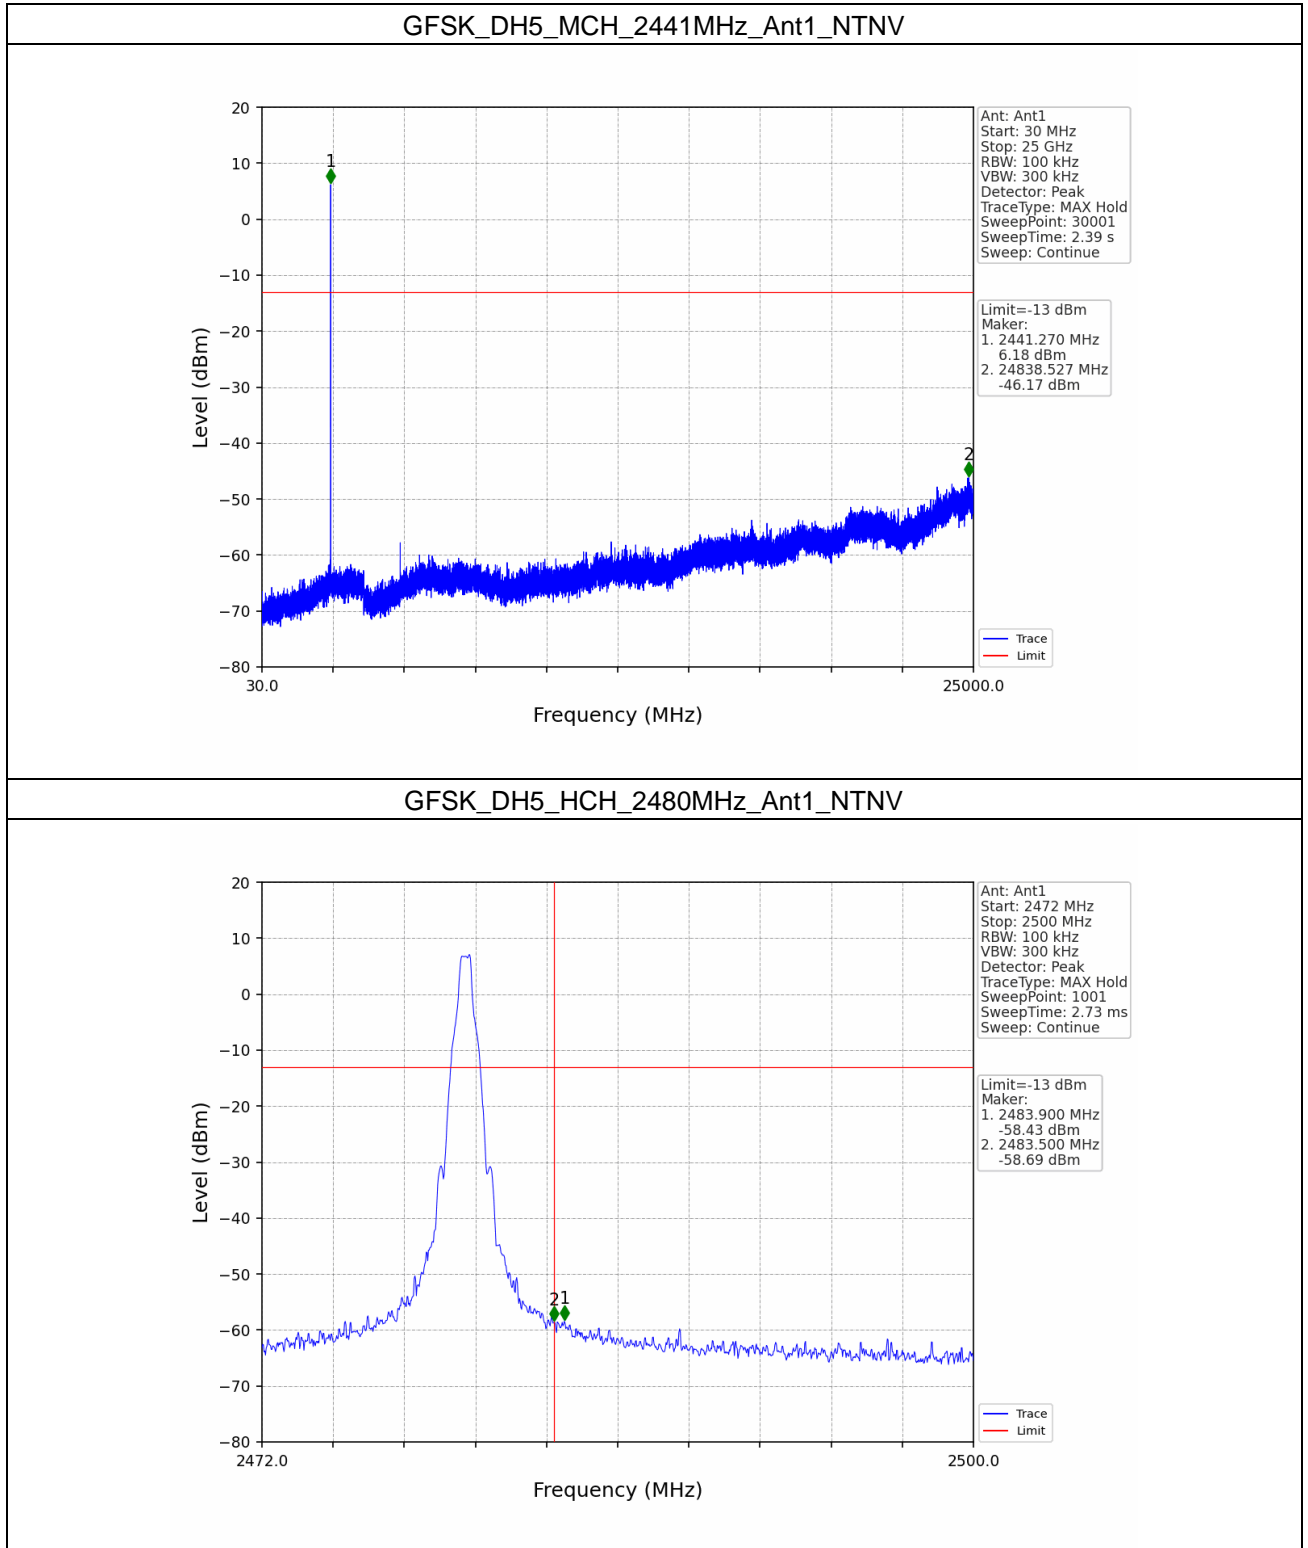 GFSK_DH5_MCH_2441MHz_Ant1_NTNV
20
10
0
−10
−20
−30
−40
−50
−60
−70
−80
Level (dBm)
1
2
30.0
25000.0
Frequency (MHz)
Ant: Ant1
Start: 30 MHz
Stop: 25 GHz
RBW: 100 kHz
VBW: 300 kHz
Detector: Peak
TraceType: MAX Hold
SweepPoint: 30001
SweepTime: 2.39 s
Sweep: Continue
Limit=-13 dBm
Maker:
1. 2441.270 MHz
6.18 dBm
2. 24838.527 MHz
-46.17 dBm
Trace
Limit
GFSK_DH5_HCH_2480MHz_Ant1_NTNV
20
10
0
−10
−20
−30
−40
−50
−60
−70
−80
Level (dBm)
2 1
2472.0
2500.0
Frequency (MHz)
Ant: Ant1
Start: 2472 MHz
Stop: 2500 MHz
RBW: 100 kHz
VBW: 300 kHz
Detector: Peak
TraceType: MAX Hold
SweepPoint: 1001
SweepTime: 2.73 ms
Sweep: Continue
Limit=-13 dBm
Maker:
1. 2483.900 MHz
-58.43 dBm
2. 2483.500 MHz
-58.69 dBm
Trace
Limit